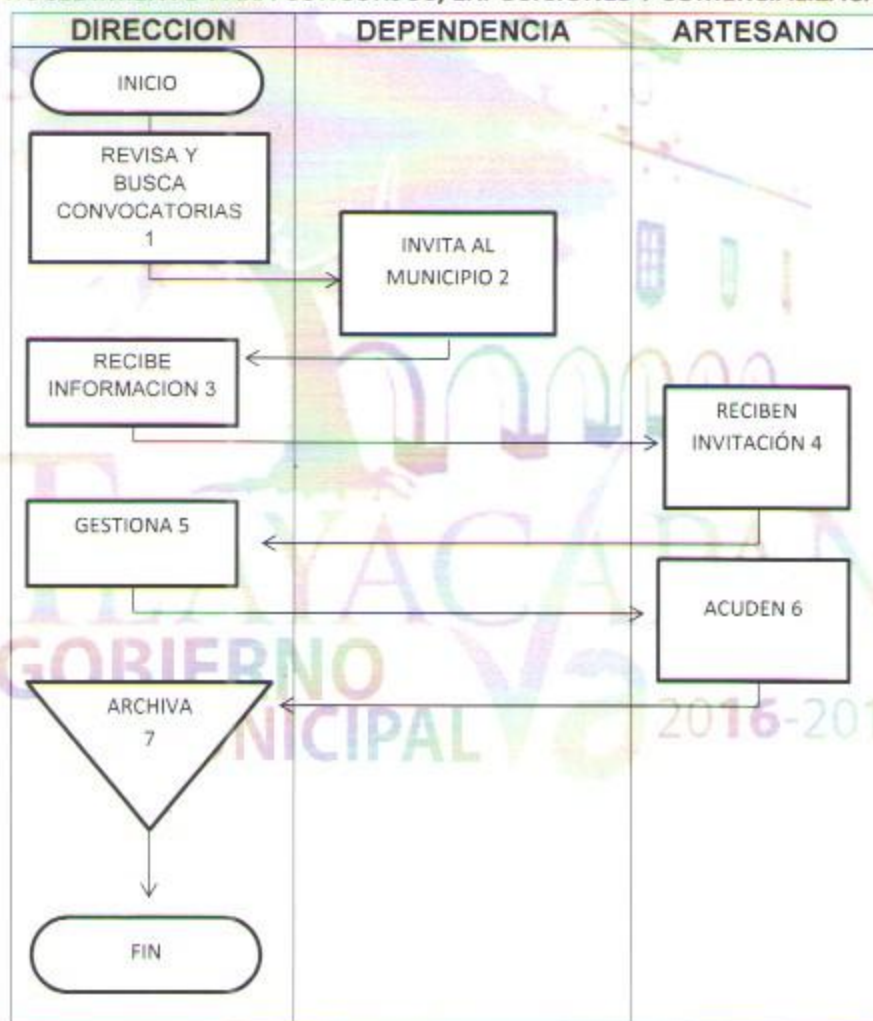 DIRECCION
DEPENDENCIA
ARTESANO
INICIO
REVISA Y
BUSCA
CONVOCATORIAS
1
INVITA AL
MUNICIPIO 2
RECIBE
INFORMACION 3
RECIBEN
INVITACIÓN 4
GESTIONA 5
ACUDEN 6
ARCHIVA
7
FIN
TLAYACAPAN
GOBIERNO
2016-201